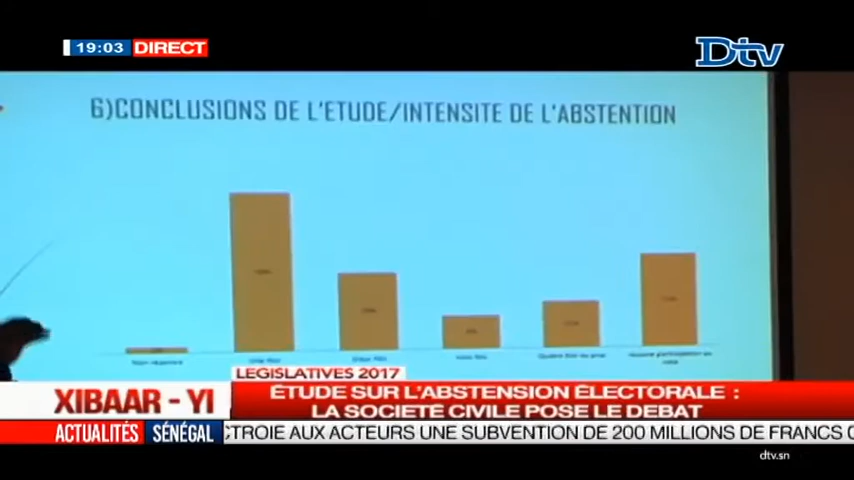 19:03 DIRECT
Dtv
6)CONCLUSIONS DE L'ETUDE/INTENSITE DE L'ABSTENTION
LEGISLATIVES 2017
XIBAAR - YI
ÉTUDE SUR L'ABSTENSION ÉLECTORALE :
LA SOCIETÉ CIVILE POSE LE DEBAT
ACTUALITÉS SÉNÉGAL CTROIE AUX ACTEURS UNE SUBVENTION DE 200 MILLIONS DE FRANCS
dtv.sn